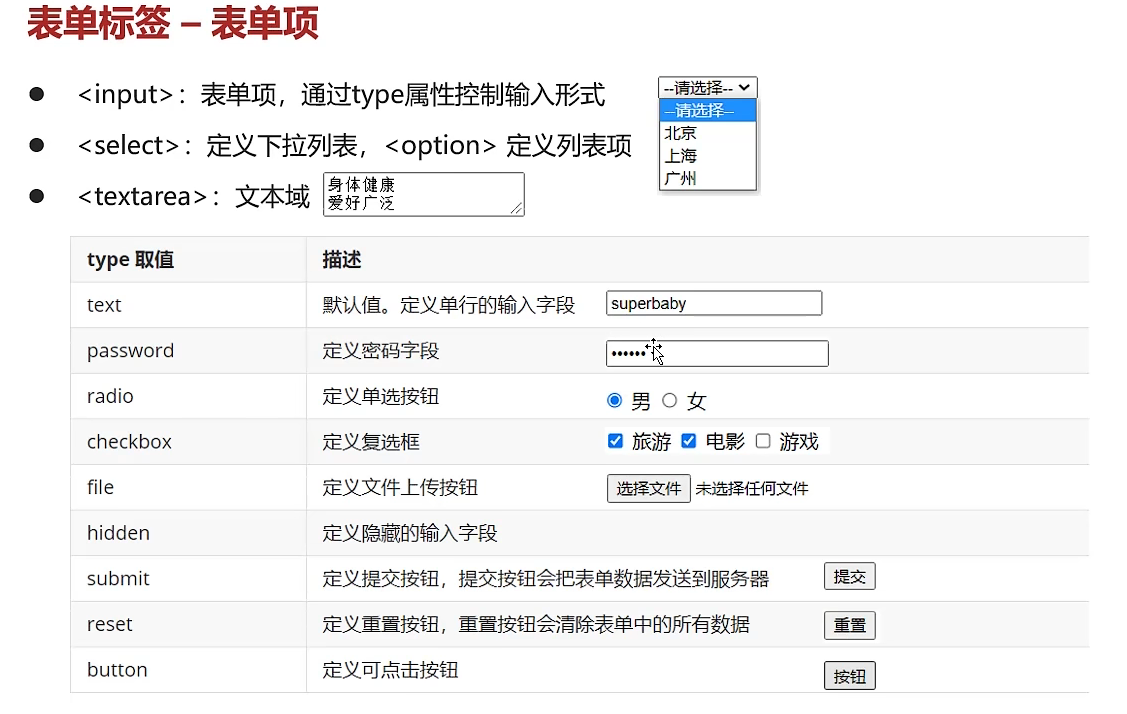 表单标签 – 表单项
● <input>：表单项，通过type属性控制输入形式
--请选择--
--请选择--
北京
上海
广州
● <select>：定义下拉列表，<option> 定义列表项
● <textarea>：文本域
身体健康
爱好广泛
type 取值 描述
text 默认值。定义单行的输入字段 superbaby
password 定义密码字段 ••••••
radio 定义单选按钮 男 女
checkbox 定义复选框 旅游 电影 游戏
file 定义文件上传按钮 选择文件 未选择任何文件
hidden 定义隐藏的输入字段
submit 定义提交按钮，提交按钮会把表单数据发送到服务器 提交
reset 定义重置按钮，重置按钮会清除表单中的所有数据 重置
button 定义可点击按钮 按钮